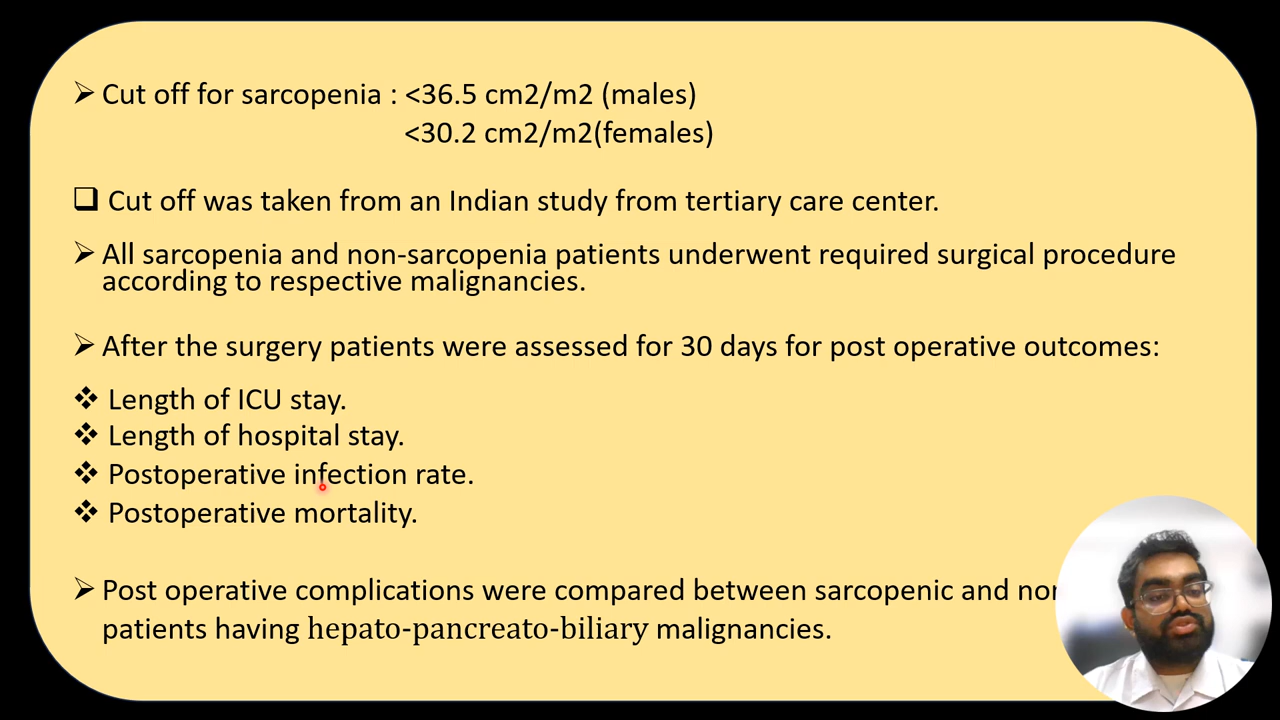 Cut off for sarcopenia : <36.5 cm2/m2 (males)
<30.2 cm2/m2(females)
Cut off was taken from an Indian study from tertiary care center.
All sarcopenia and non-sarcopenia patients underwent required surgical procedure
according to respective malignancies.
After the surgery patients were assessed for 30 days for post operative outcomes:
Length of ICU stay.
Length of hospital stay.
Postoperative infection rate.
Postoperative mortality.
Post operative complications were compared between sarcopenic and
patients having hepato-pancreato-biliary malignancies.